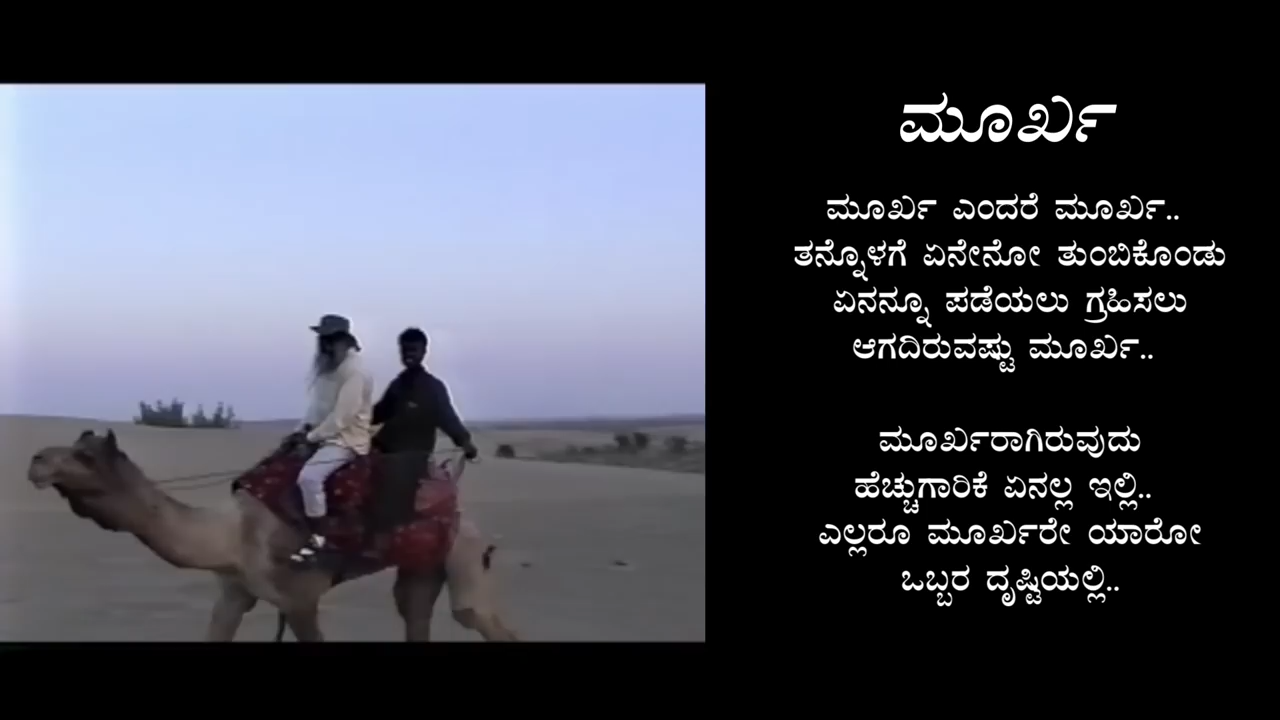 ಮೂರ್ಖ
ಮೂರ್ಖ ಎಂದರೆ ಮೂರ್ಖ..
ತನ್ನೊಳಗೆ ಏನೇನೋ ತುಂಬಿಕೊಂಡು
ಏನನ್ನೂ ಪಡೆಯಲು ಗ್ರಹಿಸಲು
ಆಗದಿರುವಷ್ಟು ಮೂರ್ಖ..
ಮೂರ್ಖರಾಗಿರುವುದು
ಹೆಚ್ಚುಗಾರಿಕೆ ಏನಲ್ಲ ಇಲ್ಲಿ..
ಎಲ್ಲರೂ ಮೂರ್ಖರೇ ಯಾರೋ
ಒಬ್ಬರ ದೃಷ್ಟಿಯಲ್ಲಿ..